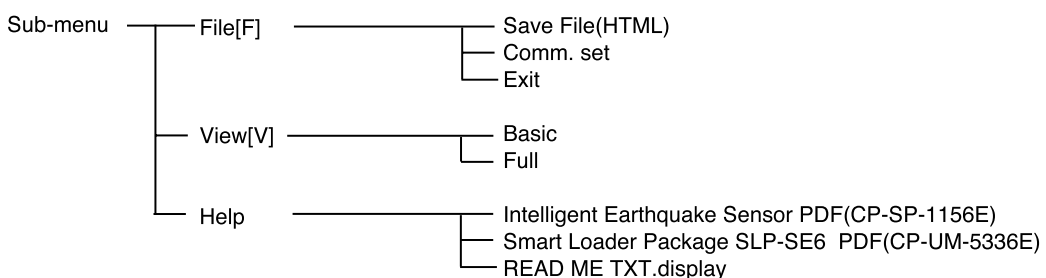 Sub-menu File[F] Save File(HTML)
Comm. set
Exit
View[V] Basic
Full
Help Intelligent Earthquake Sensor PDF(CP-SP-1156E)
Smart Loader Package SLP-SE6 PDF(CP-UM-5336E)
READ ME TXT.display